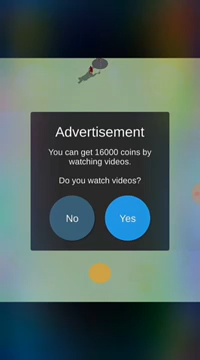 Advertisement
You can get 16000 coins by
watching videos.
Do you watch videos?
No
Yes